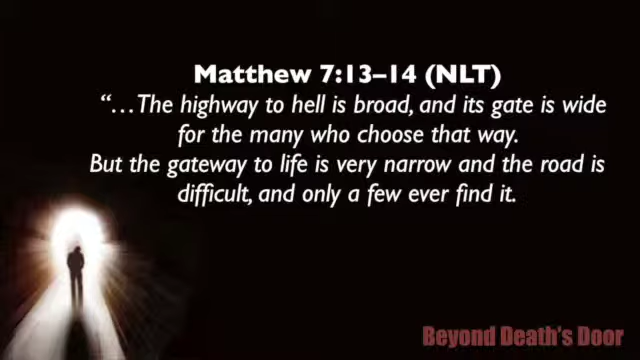 Matthew 7:13–14 (NLT)
“…The highway to hell is broad, and its gate is wide
for the many who choose that way.
But the gateway to life is very narrow and the road is
difficult, and only a few ever find it.
Beyond Death's Door